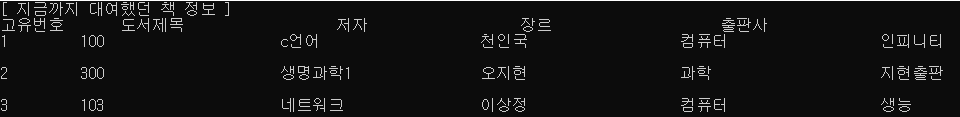 [ 지금까지 대여했던 책 정보 ]
고유번호 도서제목 저자 장르 출판사
1 100 c언어 천인국 컴퓨터 인피니티
2 300 생명과학1 오지현 과학 지현출판
3 103 네트워크 이상정 컴퓨터 생능